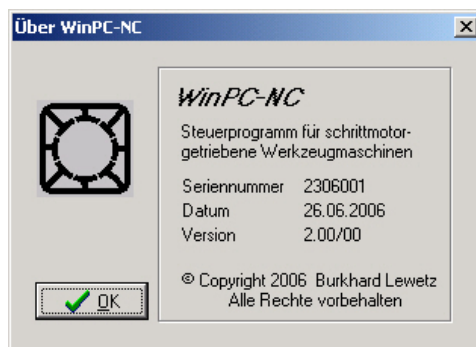 Über WinPC-NC
WinPC-NC
Steuerprogramm für schrittmotor-
getriebene Werkzeugmaschinen
Seriennummer 2306001
Datum 26.06.2006
Version 2.00/00
© Copyright 2006 Burkhard Lewetz
Alle Rechte vorbehalten
OK